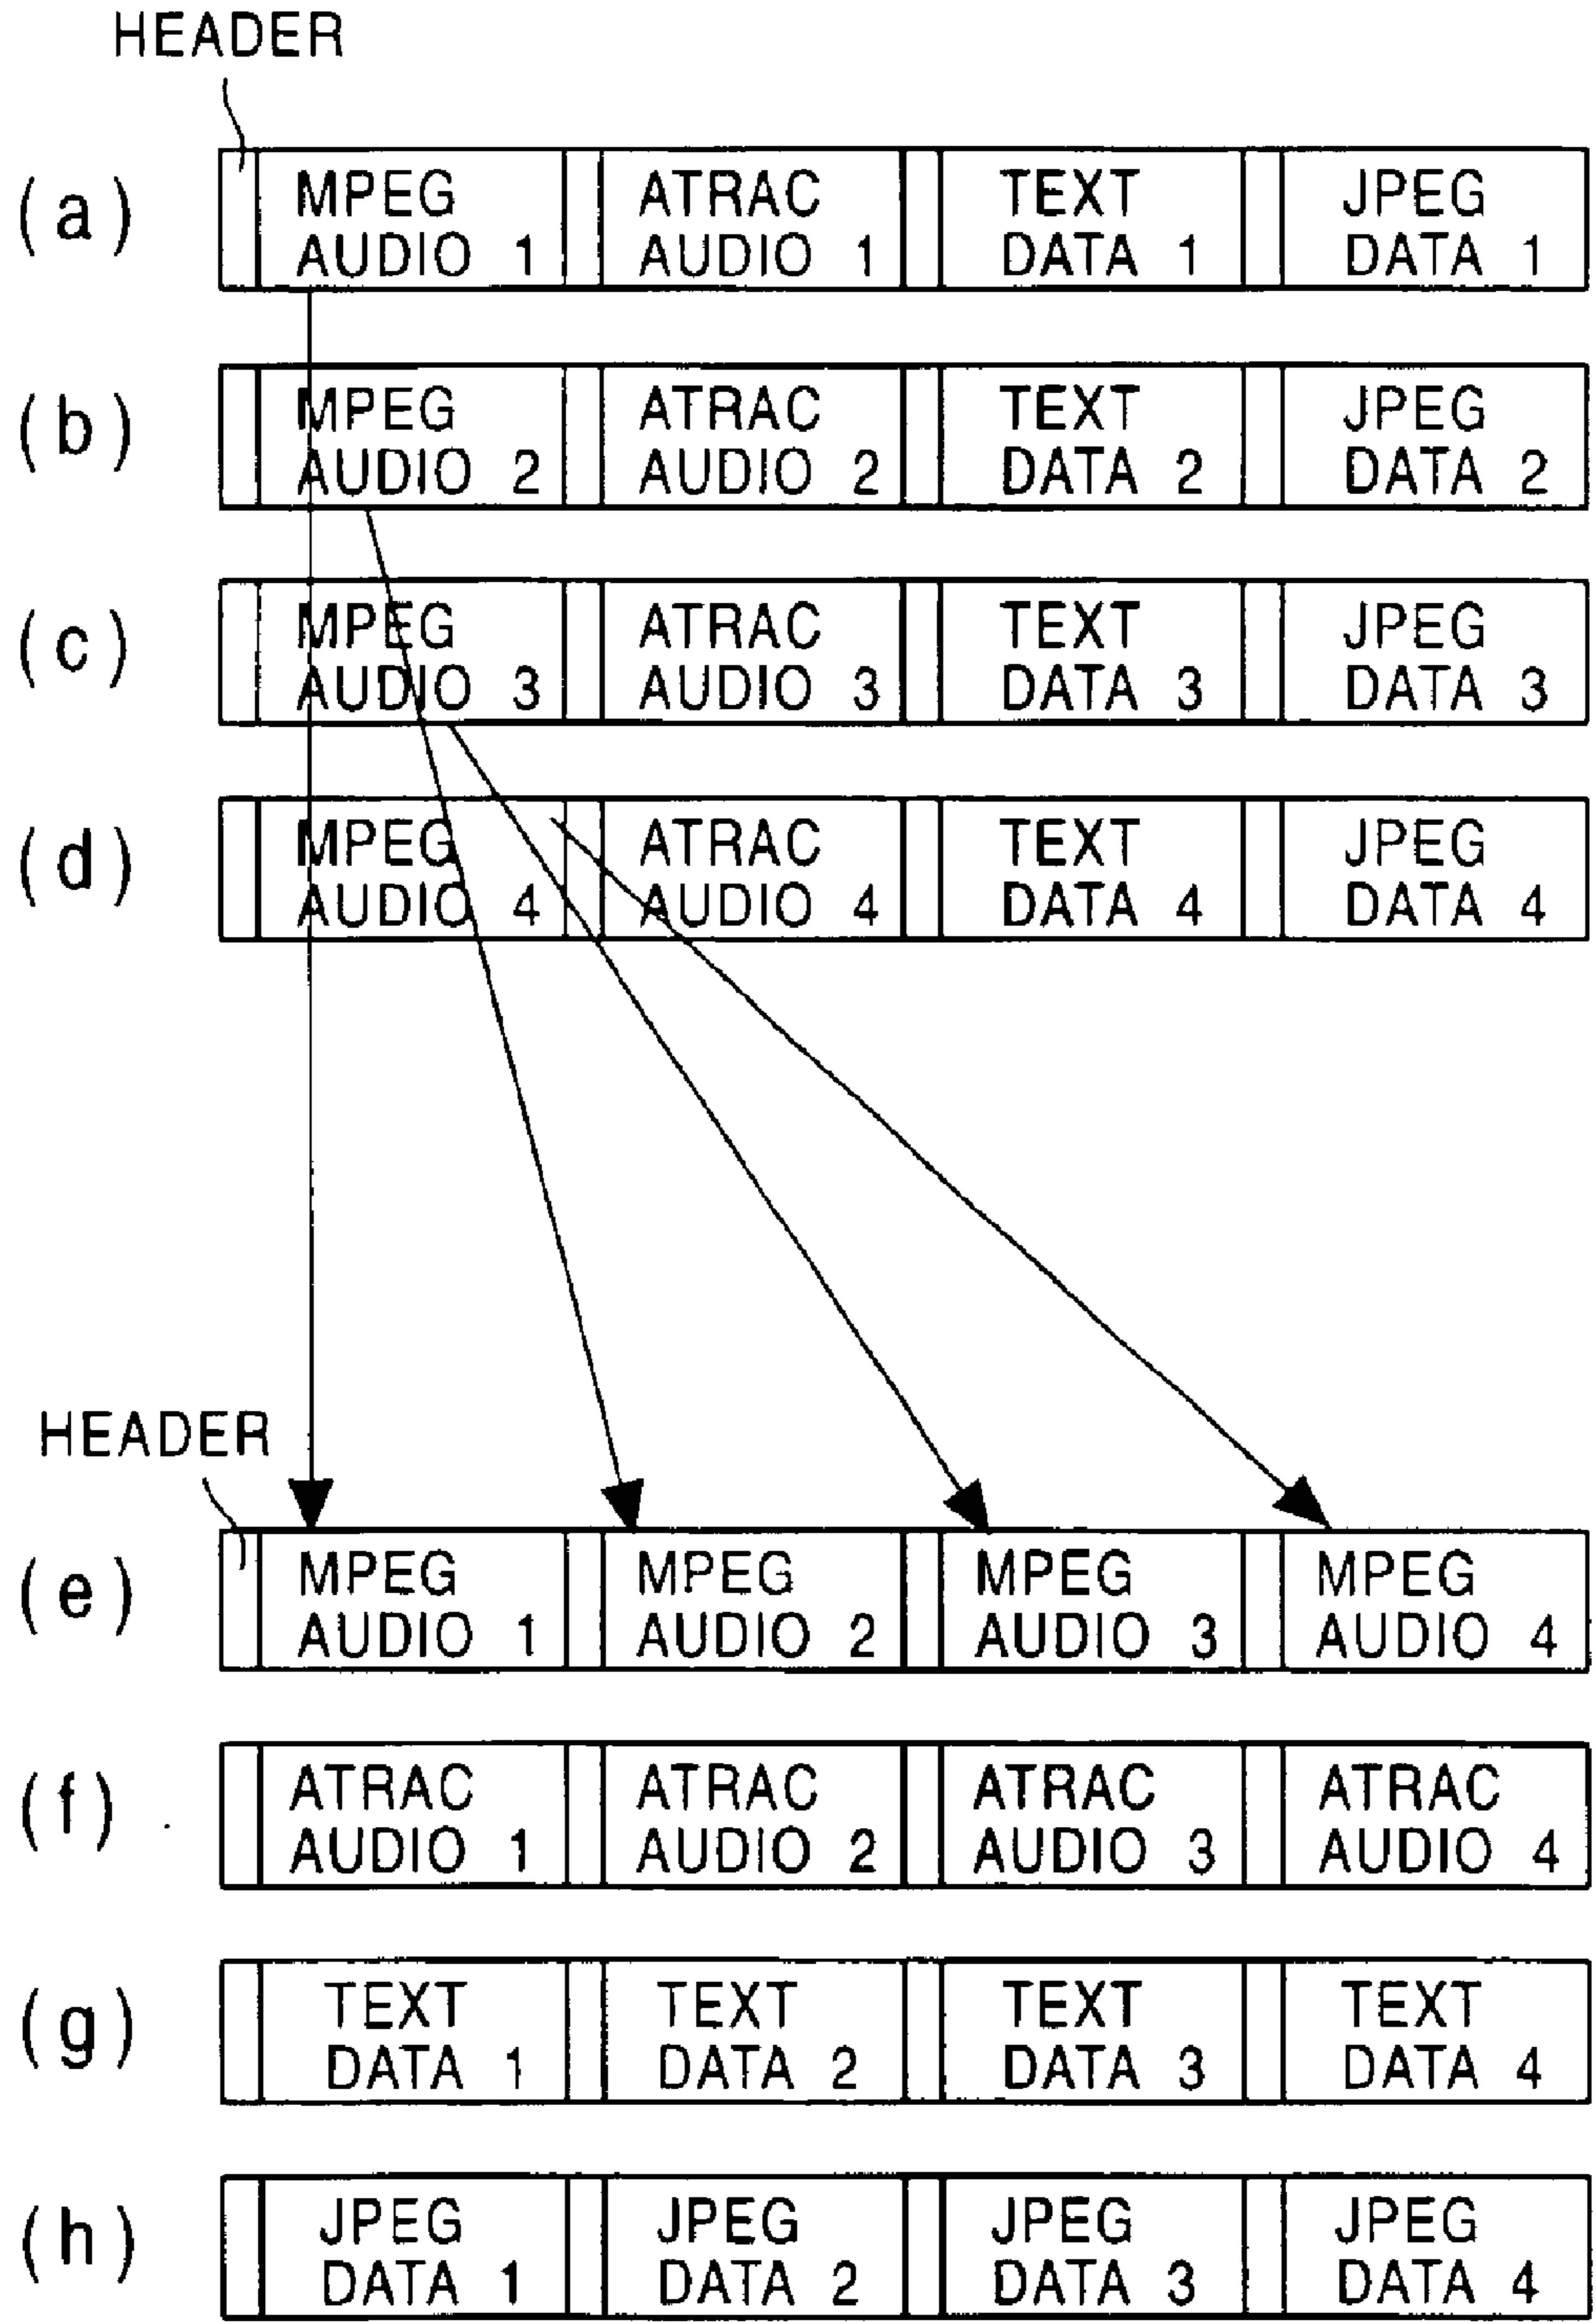 HEADER
(a) MPEG ATRAC TEXT JPEG
AUDIO 1 AUDIO 1 DATA 1 DATA 1
(b) MPEG ATRAC TEXT JPEG
AUDIO 2 AUDIO 2 DATA 2 DATA 2
(c) MPEG ATRAC TEXT JPEG
AUDIO 3 AUDIO 3 DATA 3 DATA 3
(d) MPEG ATRAC TEXT JPEG
AUDIO 4 AUDIO 4 DATA 4 DATA 4
HEADER
(e) MPEG MPEG MPEG MPEG
AUDIO 1 AUDIO 2 AUDIO 3 AUDIO 4
(f) ATRAC ATRAC ATRAC ATRAC
AUDIO 1 AUDIO 2 AUDIO 3 AUDIO 4
(g) TEXT TEXT TEXT TEXT
DATA 1 DATA 2 DATA 3 DATA 4
(h) JPEG JPEG JPEG JPEG
DATA 1 DATA 2 DATA 3 DATA 4